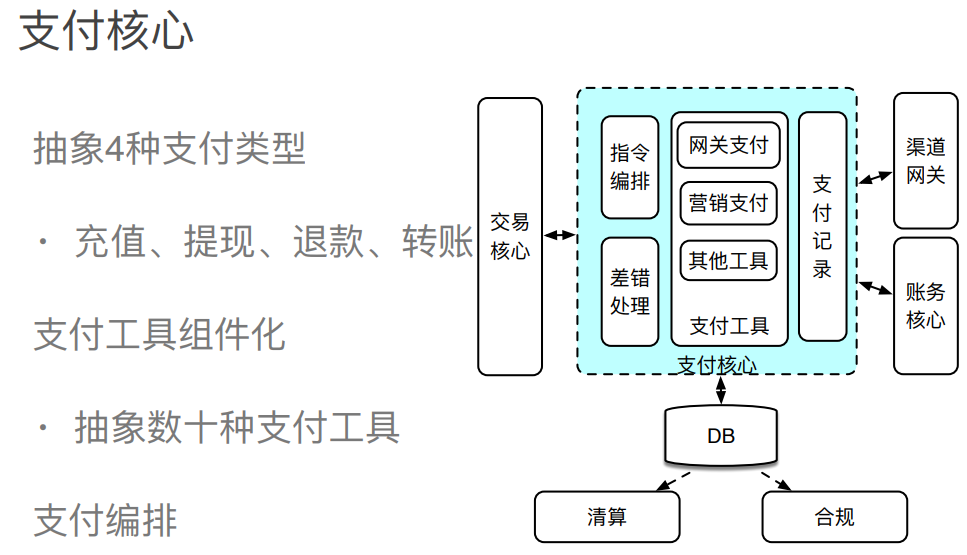 支付核心
抽象4种支付类型
• 充值、提现、退款、转账
支付工具组件化
• 抽象数十种支付工具
支付编排
交易
核心
指令
编排
差错
处理
网关支付
营销支付
其他工具
支付工具
支
付
记
录
支付核心
渠道
网关
账务
核心
DB
清算
合规